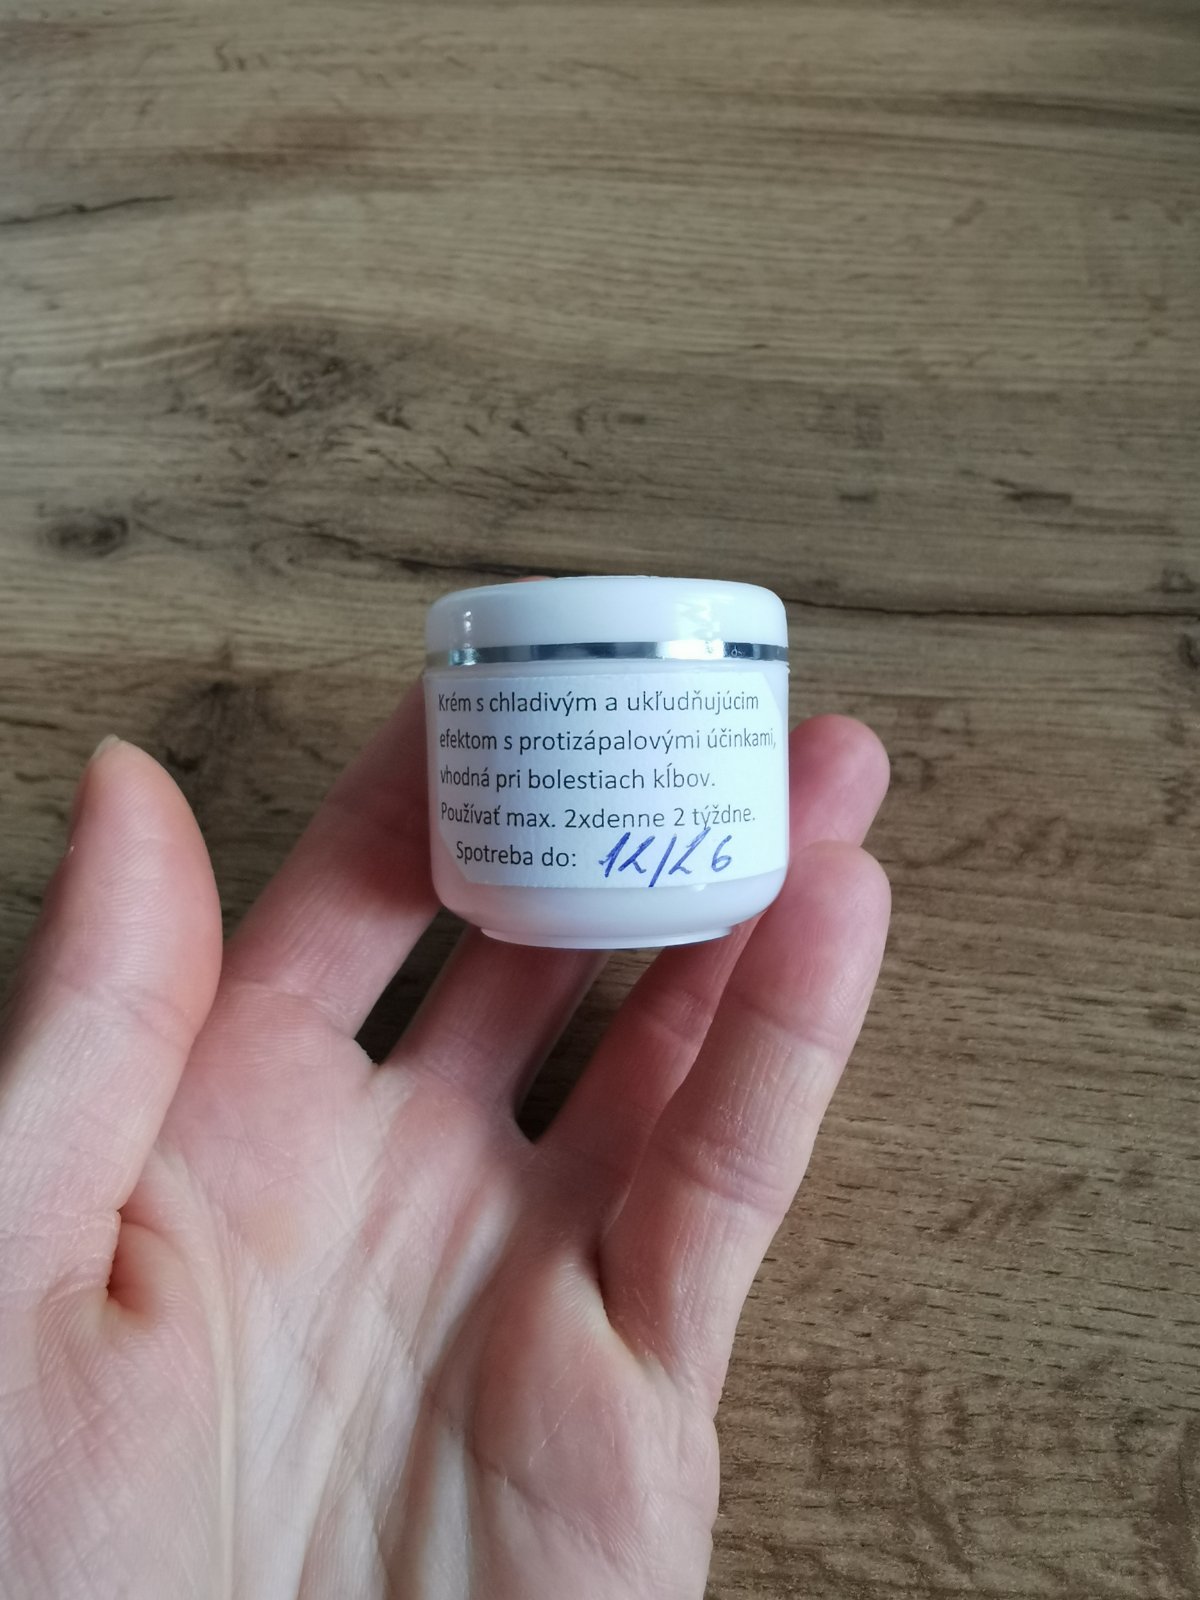 Krém s chladivým a ukľudňujúcim
efektom s protizápalovými účinkami,
vhodná pri bolestiach kĺbov.
Používať max. 2xdenne 2 týždne.
Spotreba do: 12/26